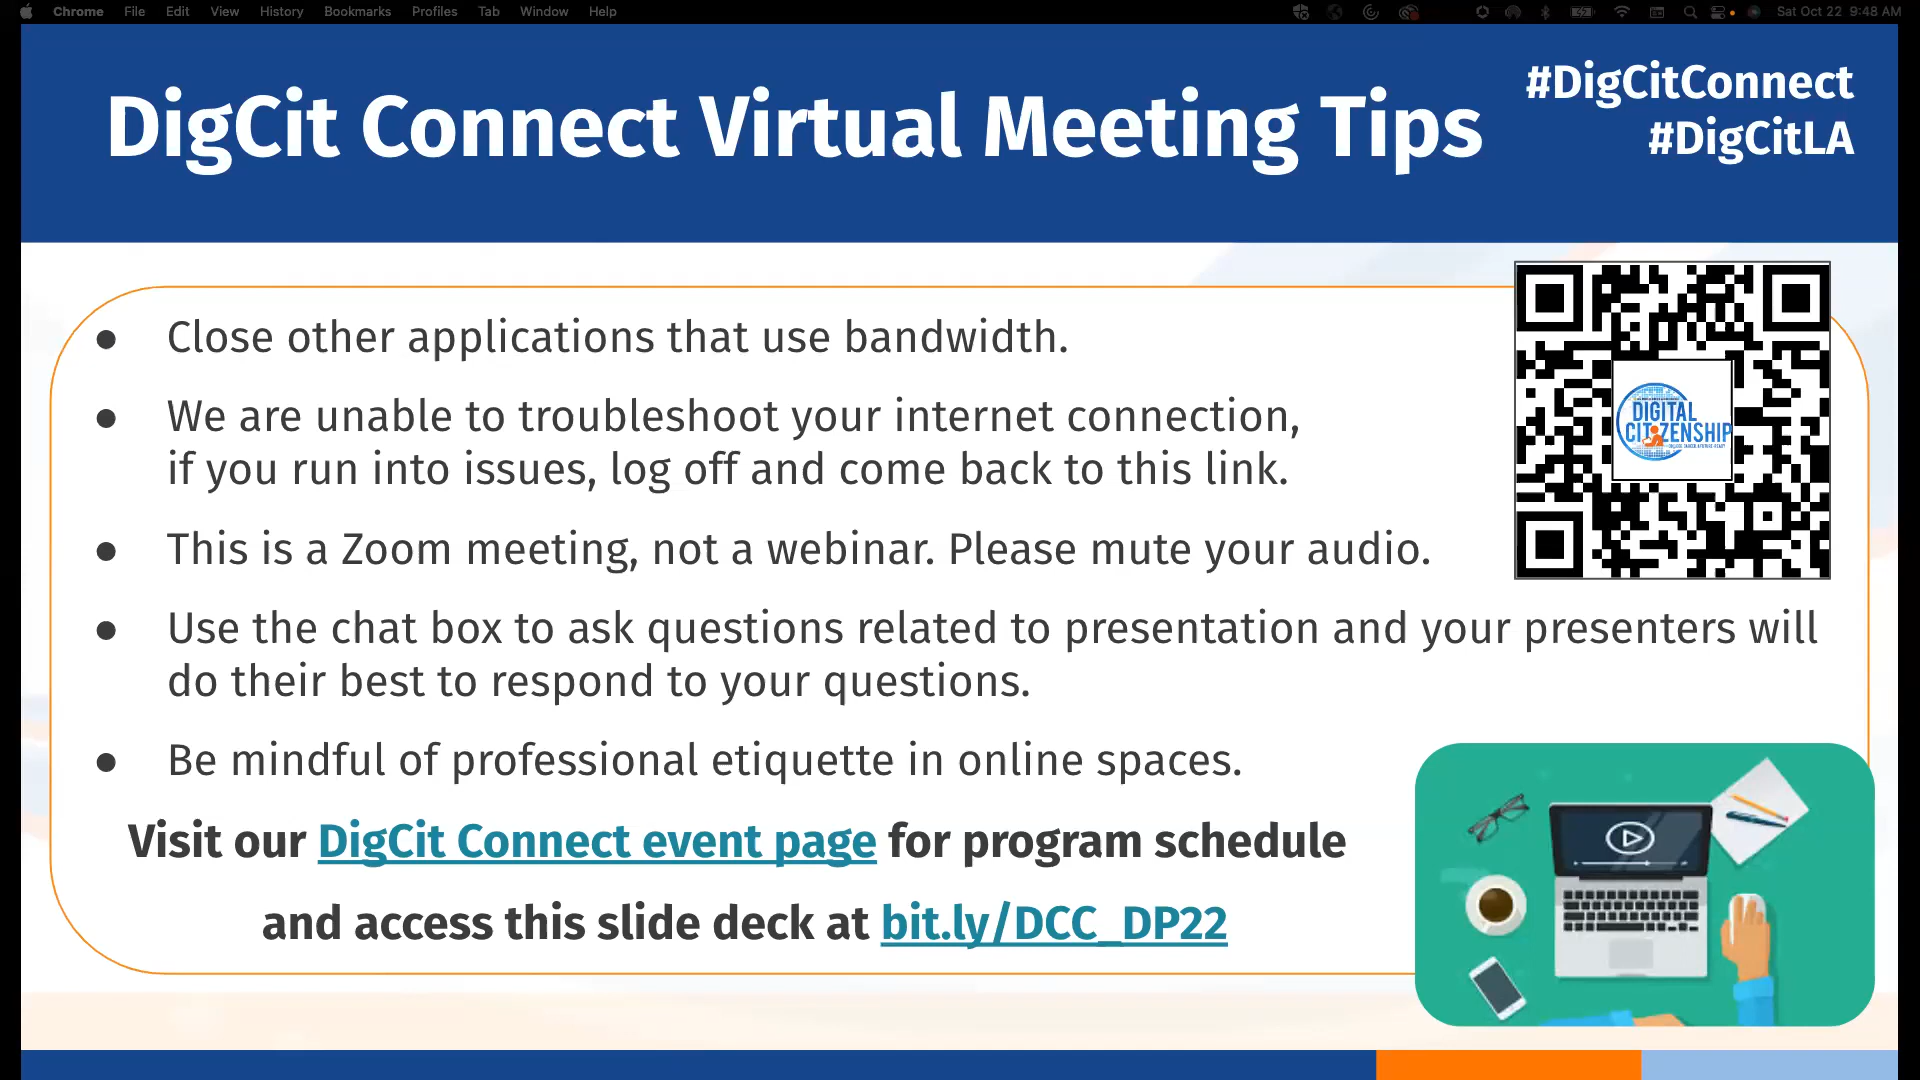 Chrome File Edit View History Bookmarks Profiles Tab Window Help
Sat Oct 22 9:48 AM
DigCit Connect Virtual Meeting Tips
#DigCitConnect
#DigCitLA
● Close other applications that use bandwidth.
● We are unable to troubleshoot your internet connection,
if you run into issues, log off and come back to this link.
● This is a Zoom meeting, not a webinar. Please mute your audio.
● Use the chat box to ask questions related to presentation and your presenters will
do their best to respond to your questions.
● Be mindful of professional etiquette in online spaces.
Visit our DigCit Connect event page for program schedule
and access this slide deck at bit.ly/DCC_DP22
DIGITAL
CITIZENSHIP